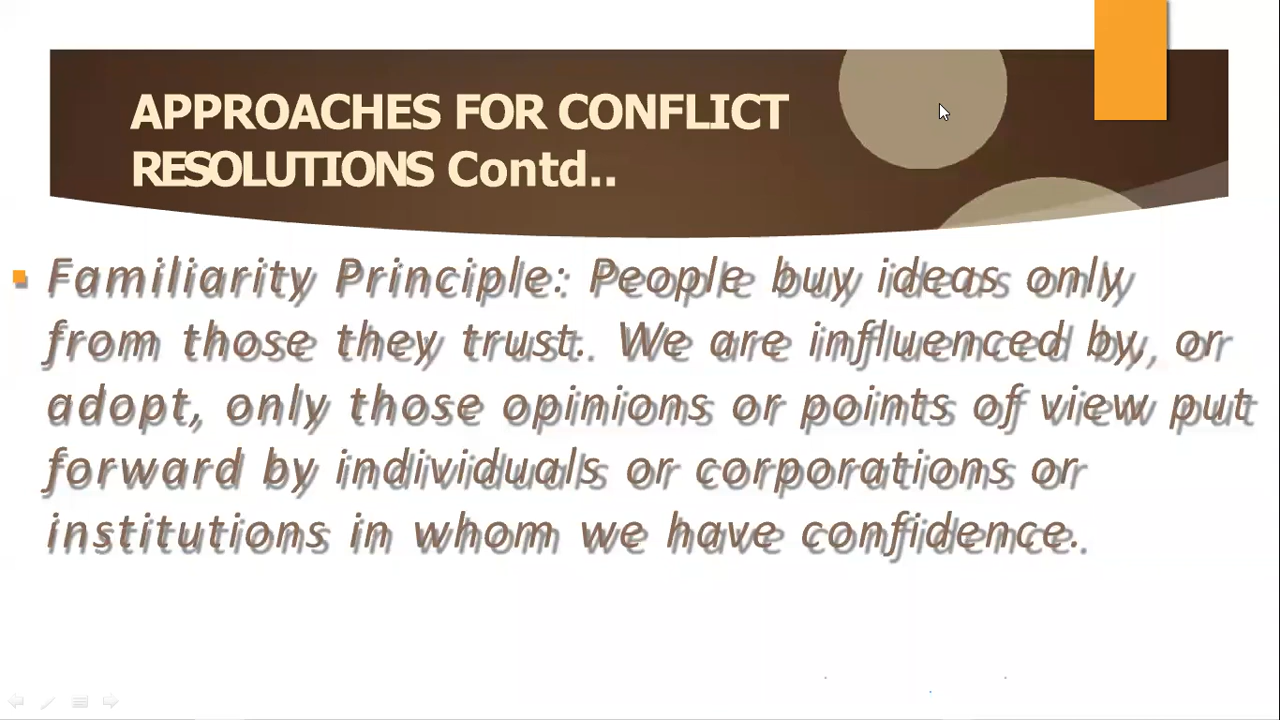 APPROACHES FOR CONFLICT
RESOLUTIONS Contd..
Familiarity Principle: People buy ideas only
from those they trust. We are influenced by, or
adopt, only those opinions or points of view put
forward by individuals or corporations or
institutions in whom we have confidence.